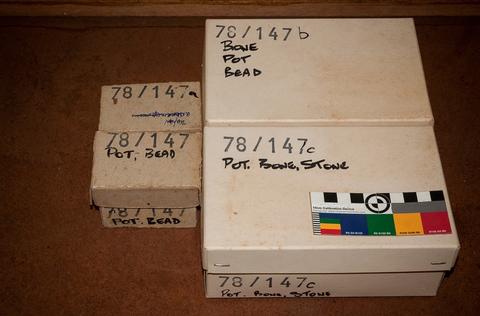 78/147a
78/147
POT, BEAD
78/147
POT. BEAD
78/147b
BONE
POT
BEAD
78/147c
POT. BONE, STONE
78/147c
POT. BONE, STONE